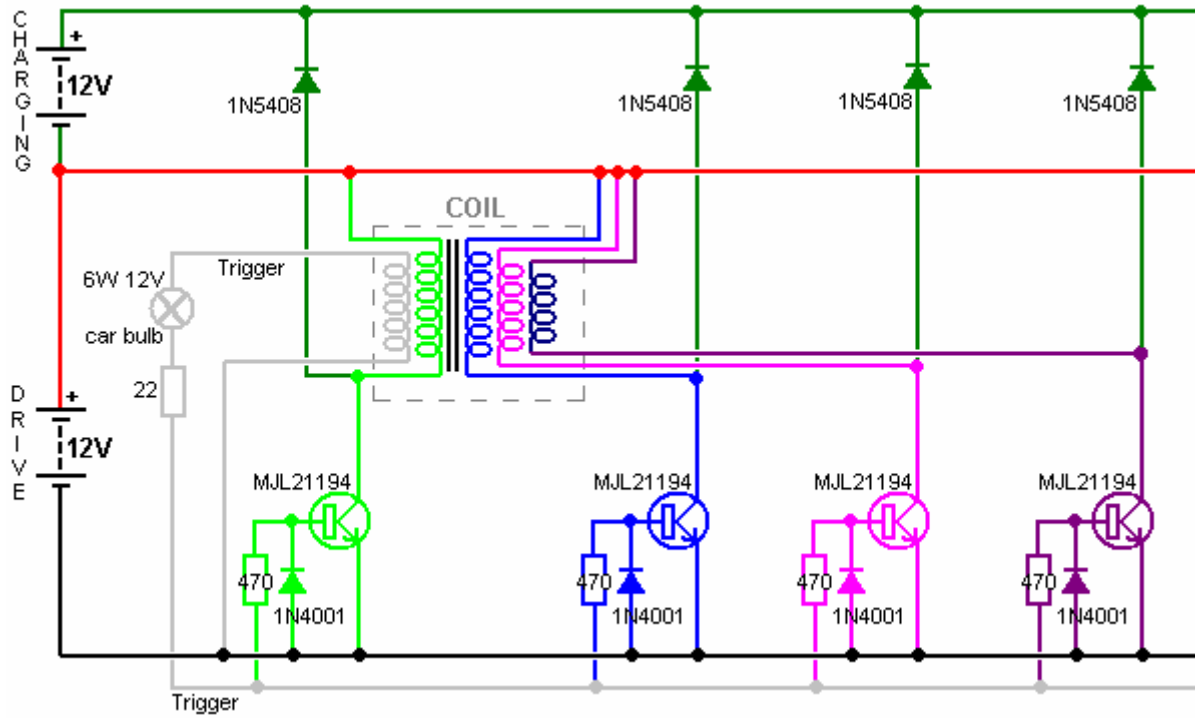 CHARGING
+
12V
1N5408
1N5408
1N5408
1N5408
COIL
Trigger
6W 12V
car bulb
22
DRIVE
+
12V
MJL21194
MJL21194
MJL21194
MJL21194
470
470
470
470
1N4001
1N4001
1N4001
1N4001
Trigger